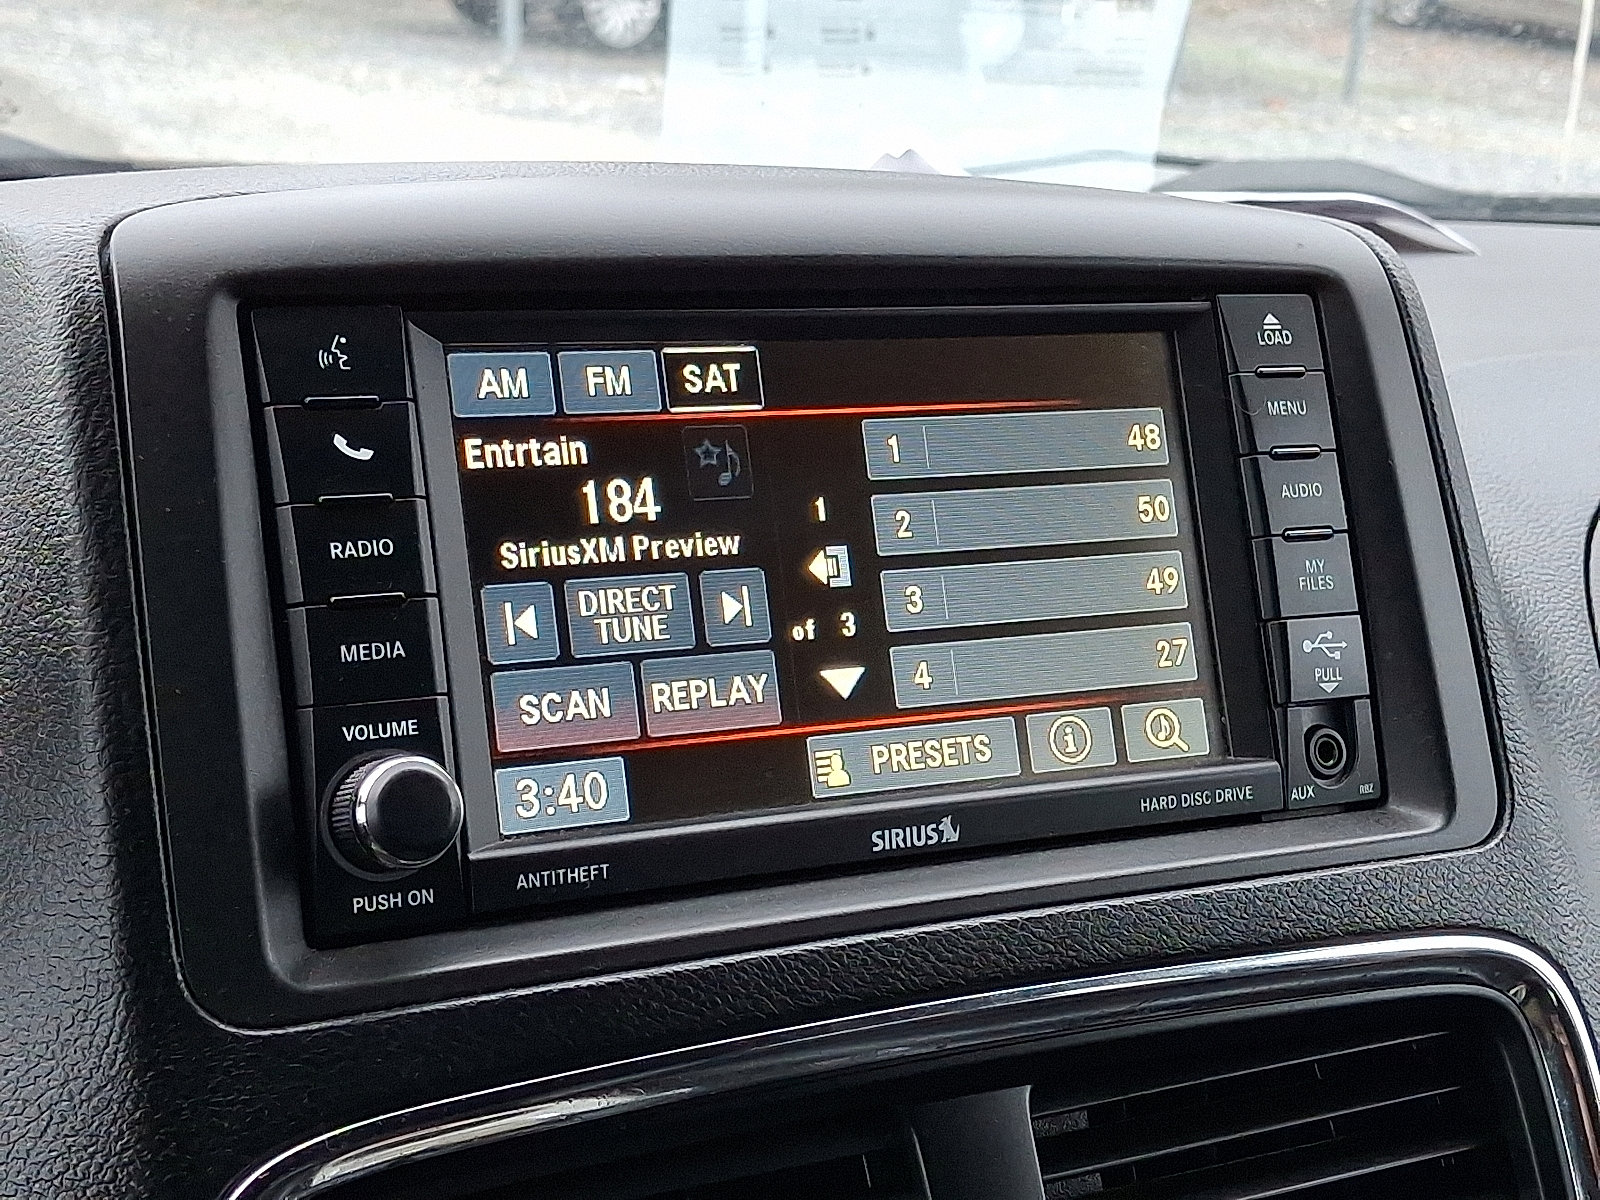 LOAD
AM FM SAT
MENU
Entrtain
1 48
184
RADIO
SiriusXM Preview
1
2 50
AUDIO
DIRECT
TUNE
of 3
3 49
MY
FILES
MEDIA
SCAN REPLAY
4 27
PULL
VOLUME
3:40
PRESETS
HARD DISC DRIVE
AUX RBZ
SIRIUS
PUSH ON
ANTITHEFT